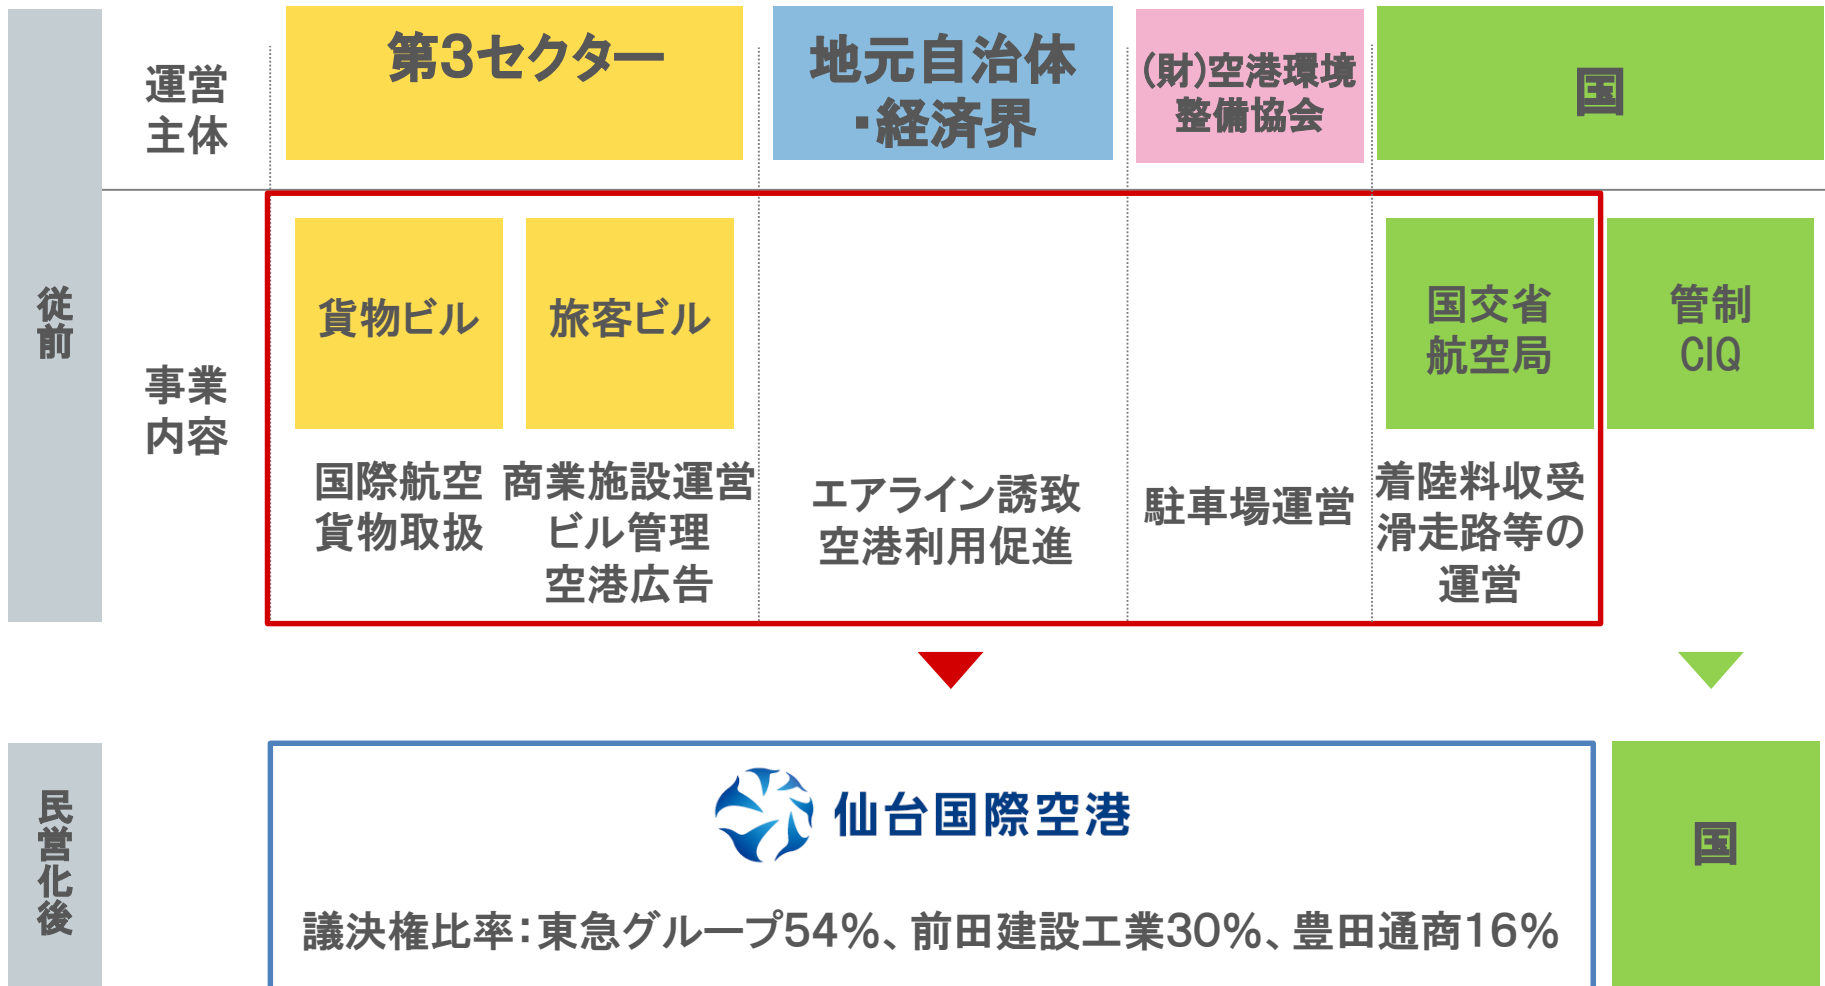 従前
運営
主体
第3セクター
地元自治体
・経済界
(財)空港環境
整備協会
国
事業
内容
貨物ビル
旅客ビル
国交省
航空局
管制
CIQ
国際航空
貨物取扱
商業施設運営
ビル管理
空港広告
エアライン誘致
空港利用促進
駐車場運営
着陸料収受
滑走路等の
運営
民営化後
仙台国際空港
議決権比率：東急グループ54%、前田建設工業30%、豊田通商16%
国